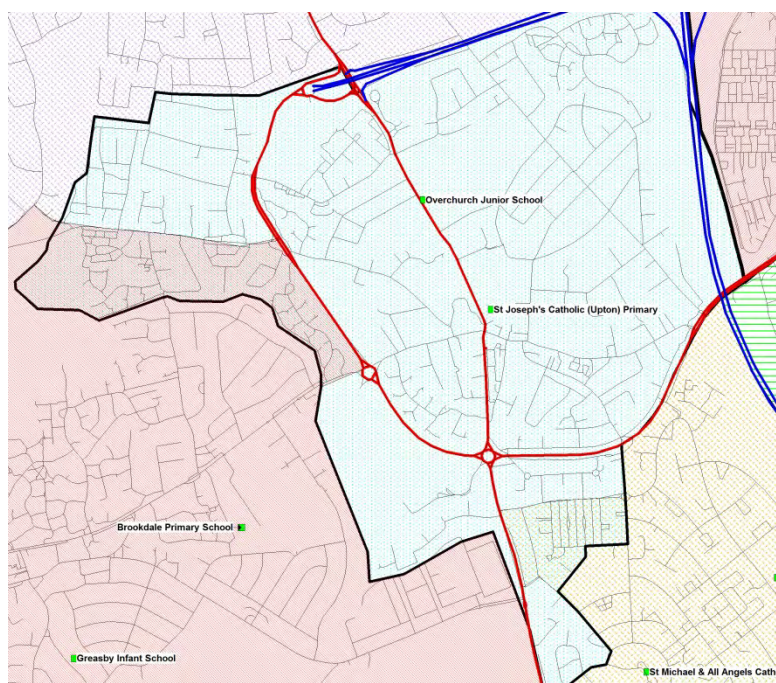 Overchurch Junior School
St Joseph's Catholic (Upton) Primary
Brookdale Primary School
Greasby Infant School
St Michael & All Angels Cath